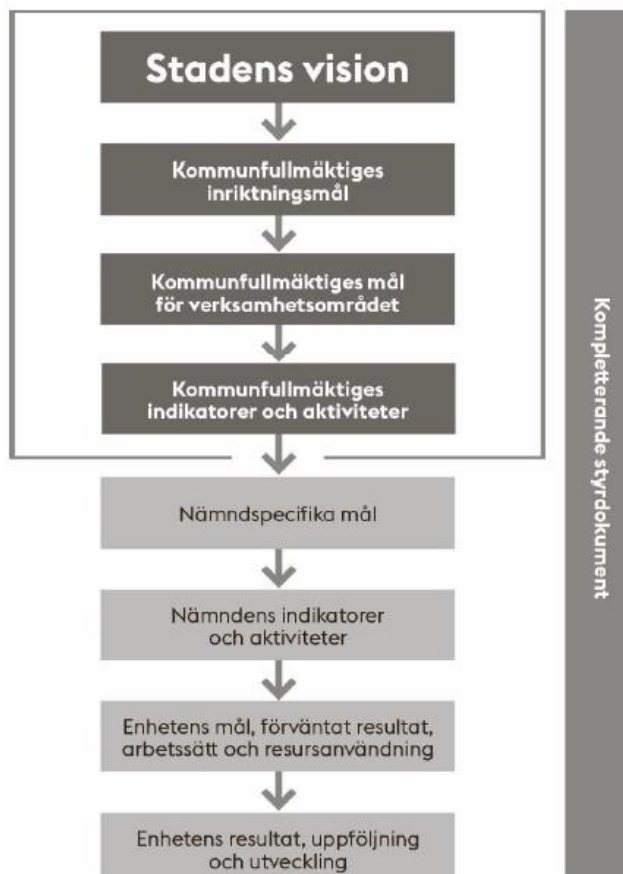 Stadens vision
Kommunfullmäktiges
inriktningsmål
Kommunfullmäktiges mål
för verksamhetsområdet
Kommunfullmäktiges
indikatorer och aktiviteter
Nämndspecifika mål
Nämndens indikatorer
och aktiviteter
Enhetens mål, förväntat resultat,
arbetssätt och resursanvändning
Enhetens resultat, uppföljning
och utveckling
Kompletterande styrdokument